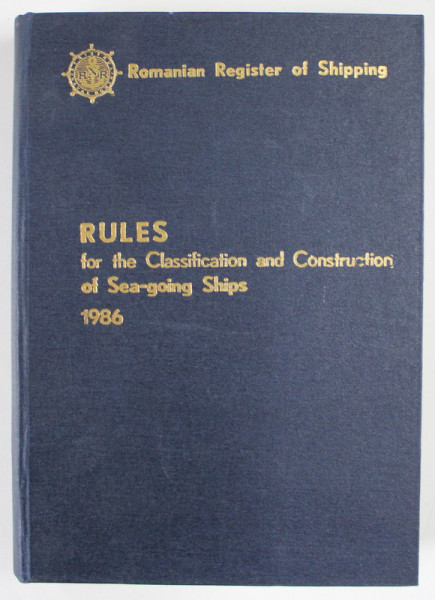 Romanian Register of Shipping
RULES
for the Classification and Construction
of Sea-going Ships
1986